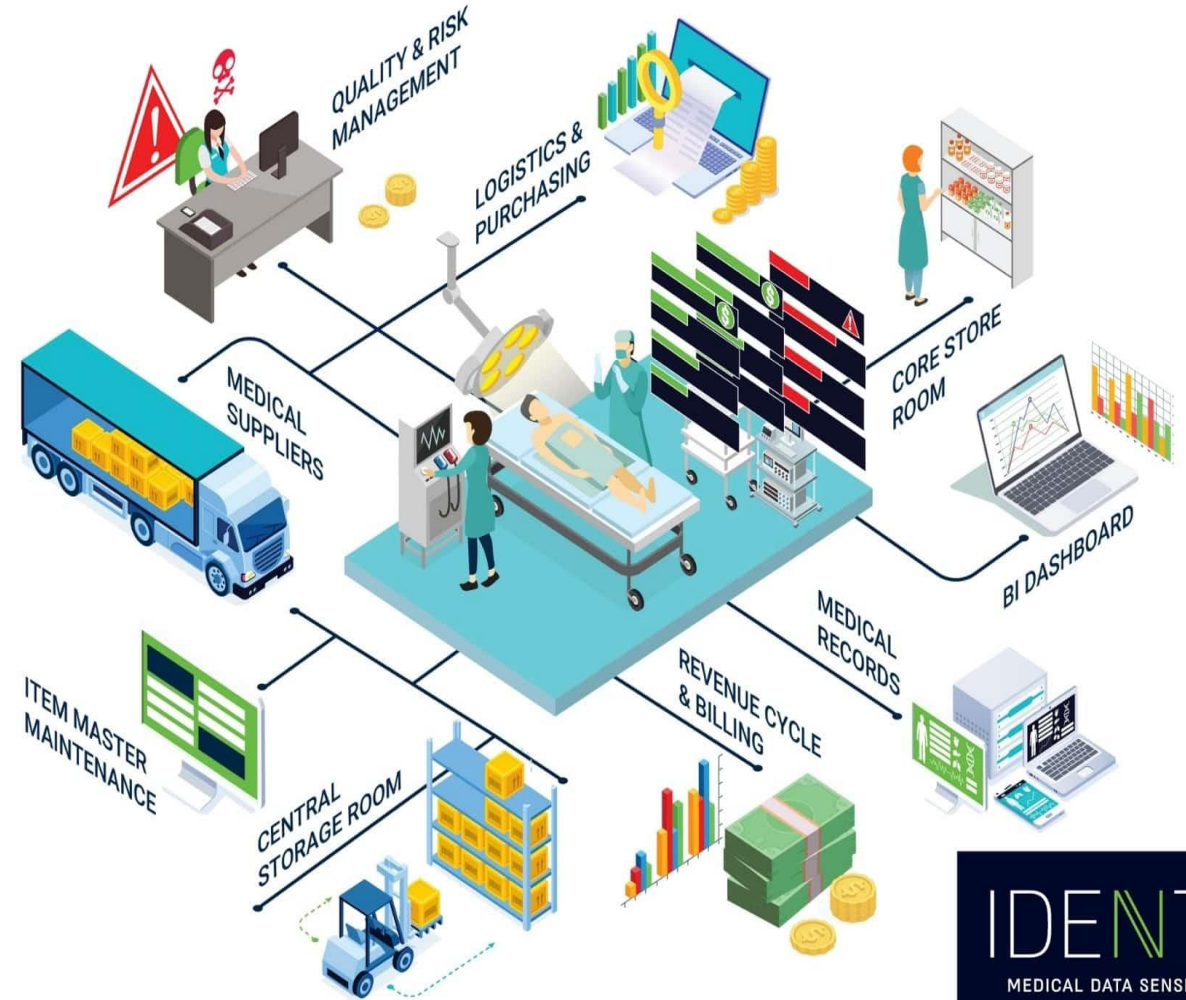 QUALITY & RISK
MANAGEMENT
LOGISTICS &
PURCHASING
CORE STORE
ROOM
MEDICAL
SUPPLIERS
BI DASHBOARD
MEDICAL
RECORDS
REVENUE CYCLE
& BILLING
ITEM MASTER
MAINTENANCE
CENTRAL
STORAGE ROOM
IDENT
MEDICAL DATA SENS